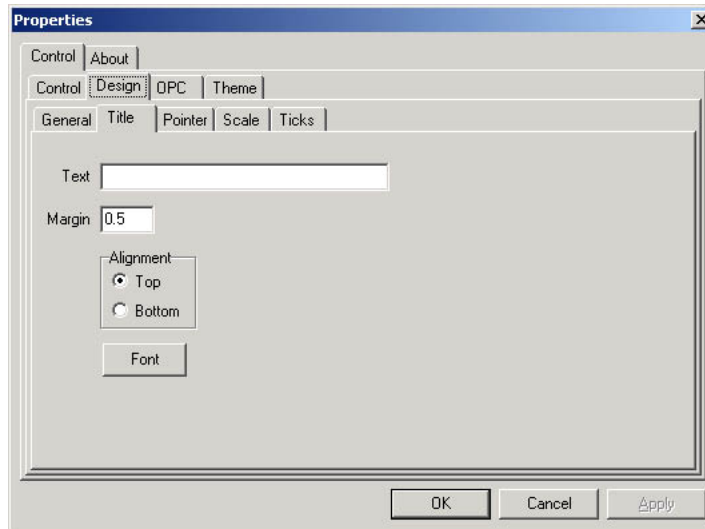 Properties
Control About
Control Design OPC Theme
General Title Pointer Scale Ticks
Text
Margin 0.5
Alignment
Top
Bottom
Font
OK Cancel Apply